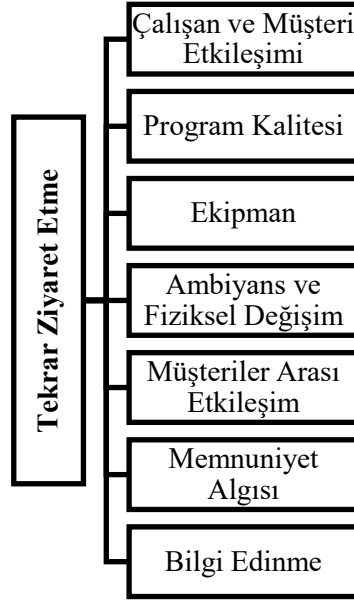 Tekrar Ziyaret Etme
Çalışan ve Müşteri
Etkileşimi
Program Kalitesi
Ekipman
Ambiyans ve
Fiziksel Değişim
Müşteriler Arası
Etkileşim
Memnuniyet
Algısı
Bilgi Edinme